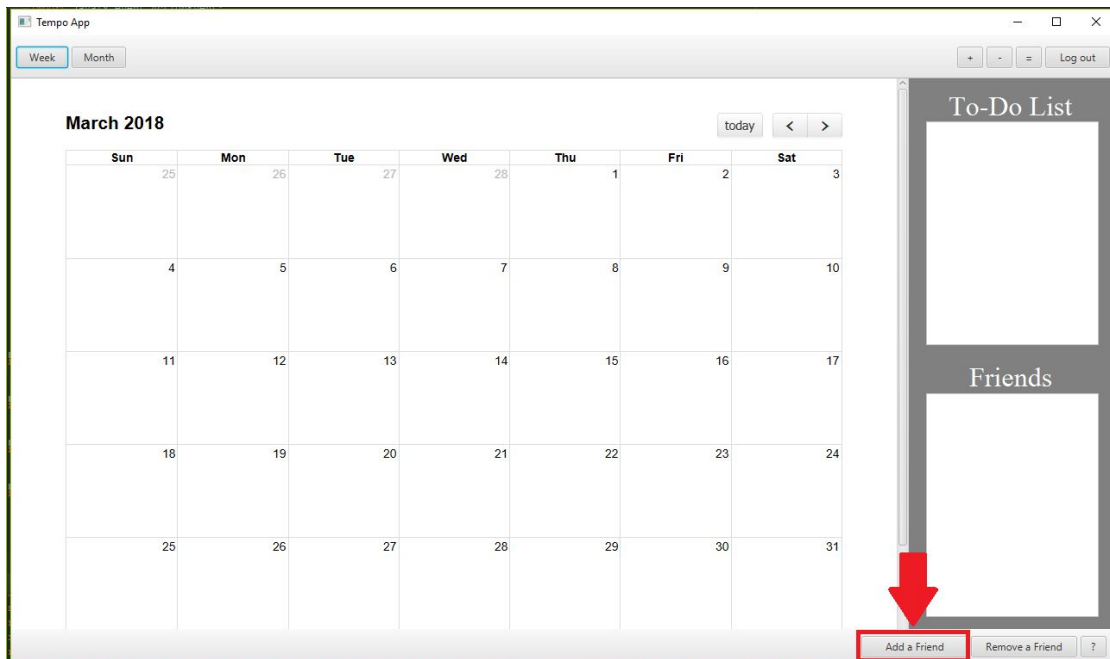 Tempo App
Week Month + - = Log out
March 2018
today < >
Sun Mon Tue Wed Thu Fri Sat
25 26 27 28 1 2 3
4 5 6 7 8 9 10
11 12 13 14 15 16 17
18 19 20 21 22 23 24
25 26 27 28 29 30 31
To-Do List
Friends
Add a Friend Remove a Friend ?